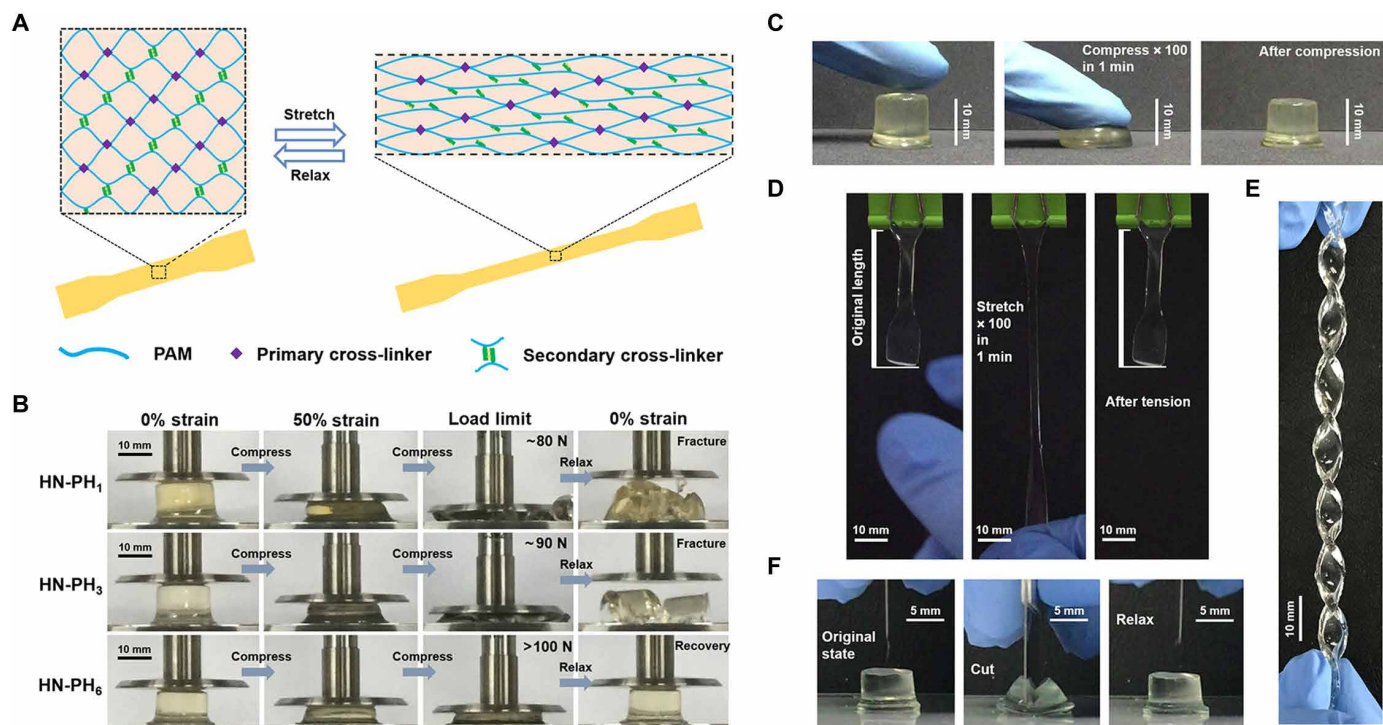 A
Stretch
Relax
PAM
Primary cross-linker
Secondary cross-linker
B
0% strain
50% strain
Load limit
0% strain
HN-PH₁
10 mm
Compress
Compress
~80 N
Relax
Fracture
HN-PH₃
10 mm
Compress
Compress
~90 N
Relax
Fracture
HN-PH₆
10 mm
Compress
Compress
>100 N
Relax
Recovery
C
10 mm
Compress × 100
in 1 min
10 mm
After compression
10 mm
D
Original length
10 mm
Stretch
× 100
in
1 min
10 mm
After tension
10 mm
E
10 mm
F
Original
state
5 mm
Cut
5 mm
Relax
5 mm